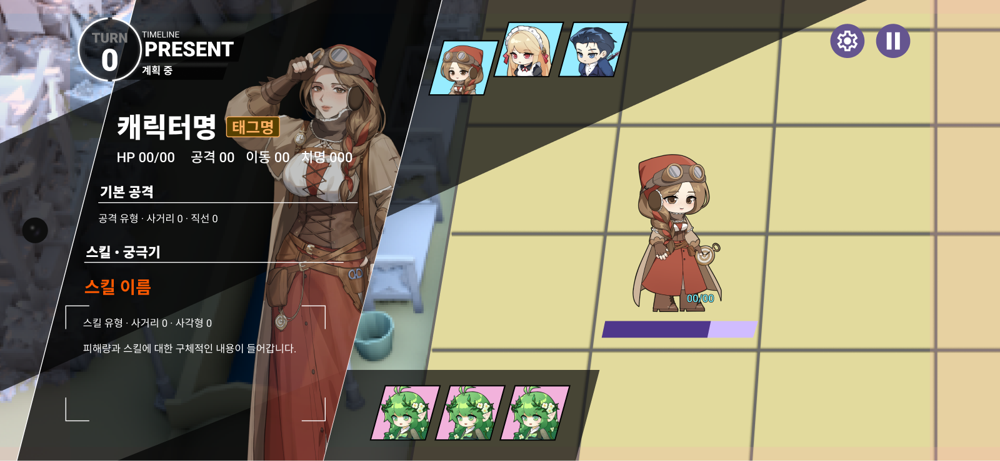 TURN
0
TIMELINE
PRESENT
계획 중
캐릭터명 태그명
HP 00/00 공격 00 이동 00 치명 000
기본 공격
공격 유형 · 사거리 0 · 직선 0
스킬 • 궁극기
스킬 이름
스킬 유형 · 사거리 0 · 사각형 0
피해량과 스킬에 대한 구체적인 내용이 들어갑니다.
00/00